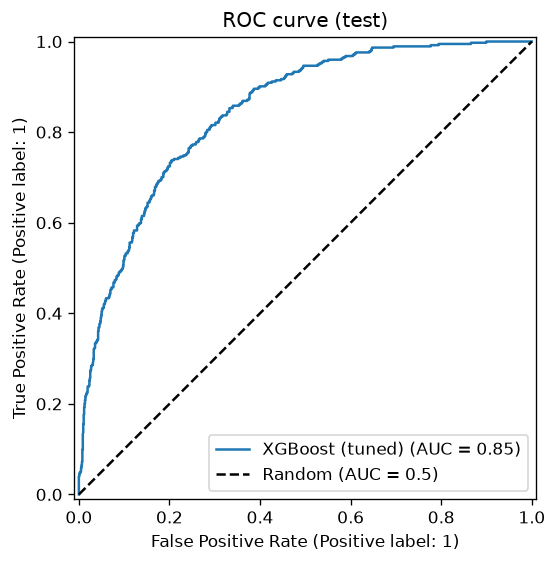 ROC curve (test)
True Positive Rate (Positive label: 1)
1.0
0.8
0.6
0.4
0.2
0.0
XGBoost (tuned) (AUC = 0.85)
Random (AUC = 0.5)
0.0 0.2 0.4 0.6 0.8 1.0
False Positive Rate (Positive label: 1)